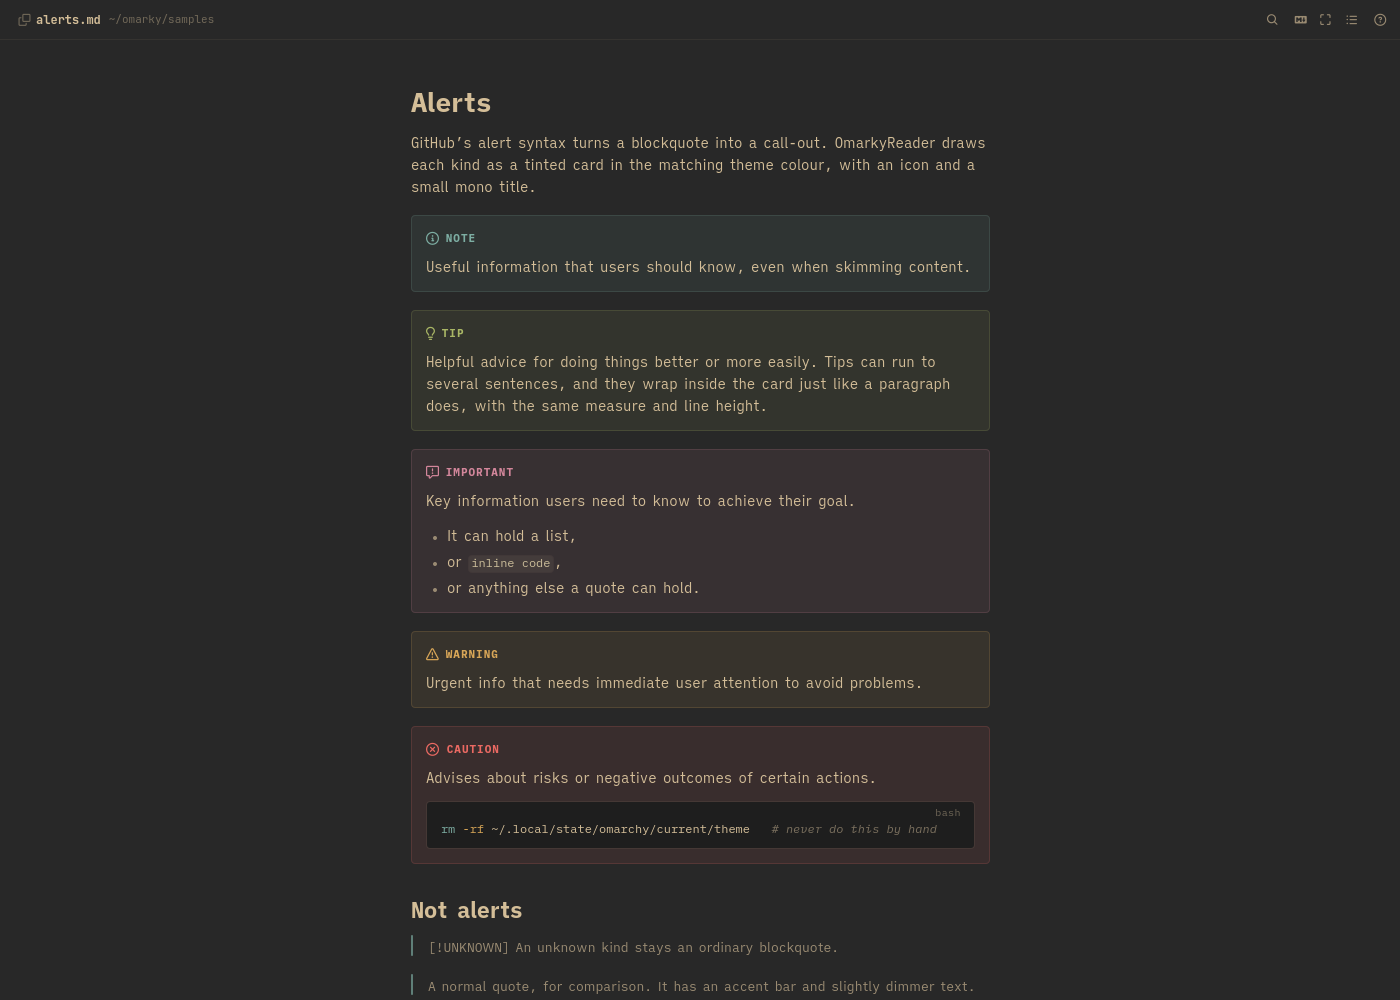 alerts.md ~/omarky/samples
Alerts
GitHub’s alert syntax turns a blockquote into a call-out. OmarkyReader draws
each kind as a tinted card in the matching theme colour, with an icon and a
small mono title.
NOTE
Useful information that users should know, even when skimming content.
TIP
Helpful advice for doing things better or more easily. Tips can run to
several sentences, and they wrap inside the card just like a paragraph
does, with the same measure and line height.
IMPORTANT
Key information users need to know to achieve their goal.
• It can hold a list,
• or inline code,
• or anything else a quote can hold.
WARNING
Urgent info that needs immediate user attention to avoid problems.
CAUTION
Advises about risks or negative outcomes of certain actions.
bash
rm -rf ~/.local/state/omarchy/current/theme   # never do this by hand
Not alerts
[!UNKNOWN] An unknown kind stays an ordinary blockquote.
A normal quote, for comparison. It has an accent bar and slightly dimmer text.